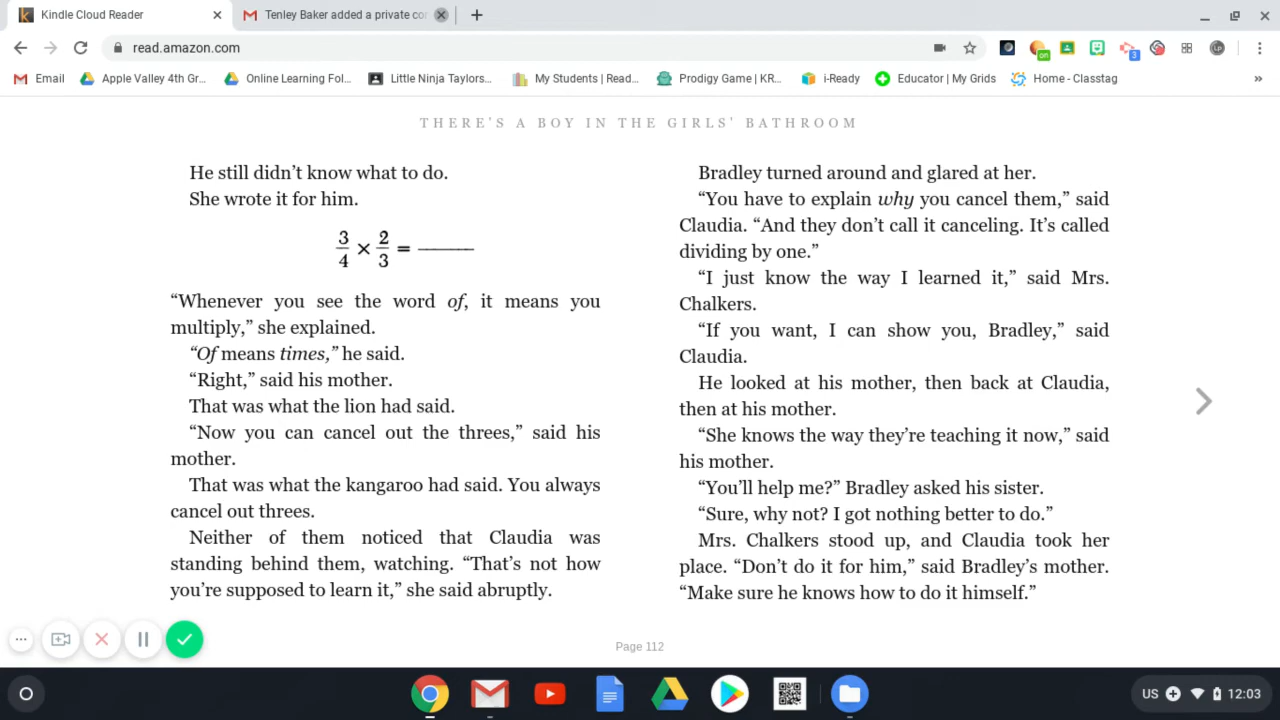 Kindle Cloud Reader
Tenley Baker added a private cor
read.amazon.com
on
3
LP
Email
Apple Valley 4th Gr...
Online Learning Fol...
Little Ninja Taylors...
My Students | Read...
Prodigy Game | KR...
i-Ready
Educator | My Grids
Home - Classtag
»
THERE'S A BOY IN THE GIRLS' BATHROOM
He still didn’t know what to do.
She wrote it for him.
3/4 × 2/3 = ______
“Whenever you see the word of, it means you
multiply,” she explained.
“Of means times,” he said.
“Right,” said his mother.
That was what the lion had said.
“Now you can cancel out the threes,” said his
mother.
That was what the kangaroo had said. You always
cancel out threes.
Neither of them noticed that Claudia was
standing behind them, watching. “That’s not how
you’re supposed to learn it,” she said abruptly.
Bradley turned around and glared at her.
“You have to explain why you cancel them,” said
Claudia. “And they don’t call it canceling. It’s called
dividing by one.”
“I just know the way I learned it,” said Mrs.
Chalkers.
“If you want, I can show you, Bradley,” said
Claudia.
He looked at his mother, then back at Claudia,
then at his mother.
“She knows the way they’re teaching it now,” said
his mother.
“You’ll help me?” Bradley asked his sister.
“Sure, why not? I got nothing better to do.”
Mrs. Chalkers stood up, and Claudia took her
place. “Don’t do it for him,” said Bradley’s mother.
“Make sure he knows how to do it himself.”
Page 112
US
12:03